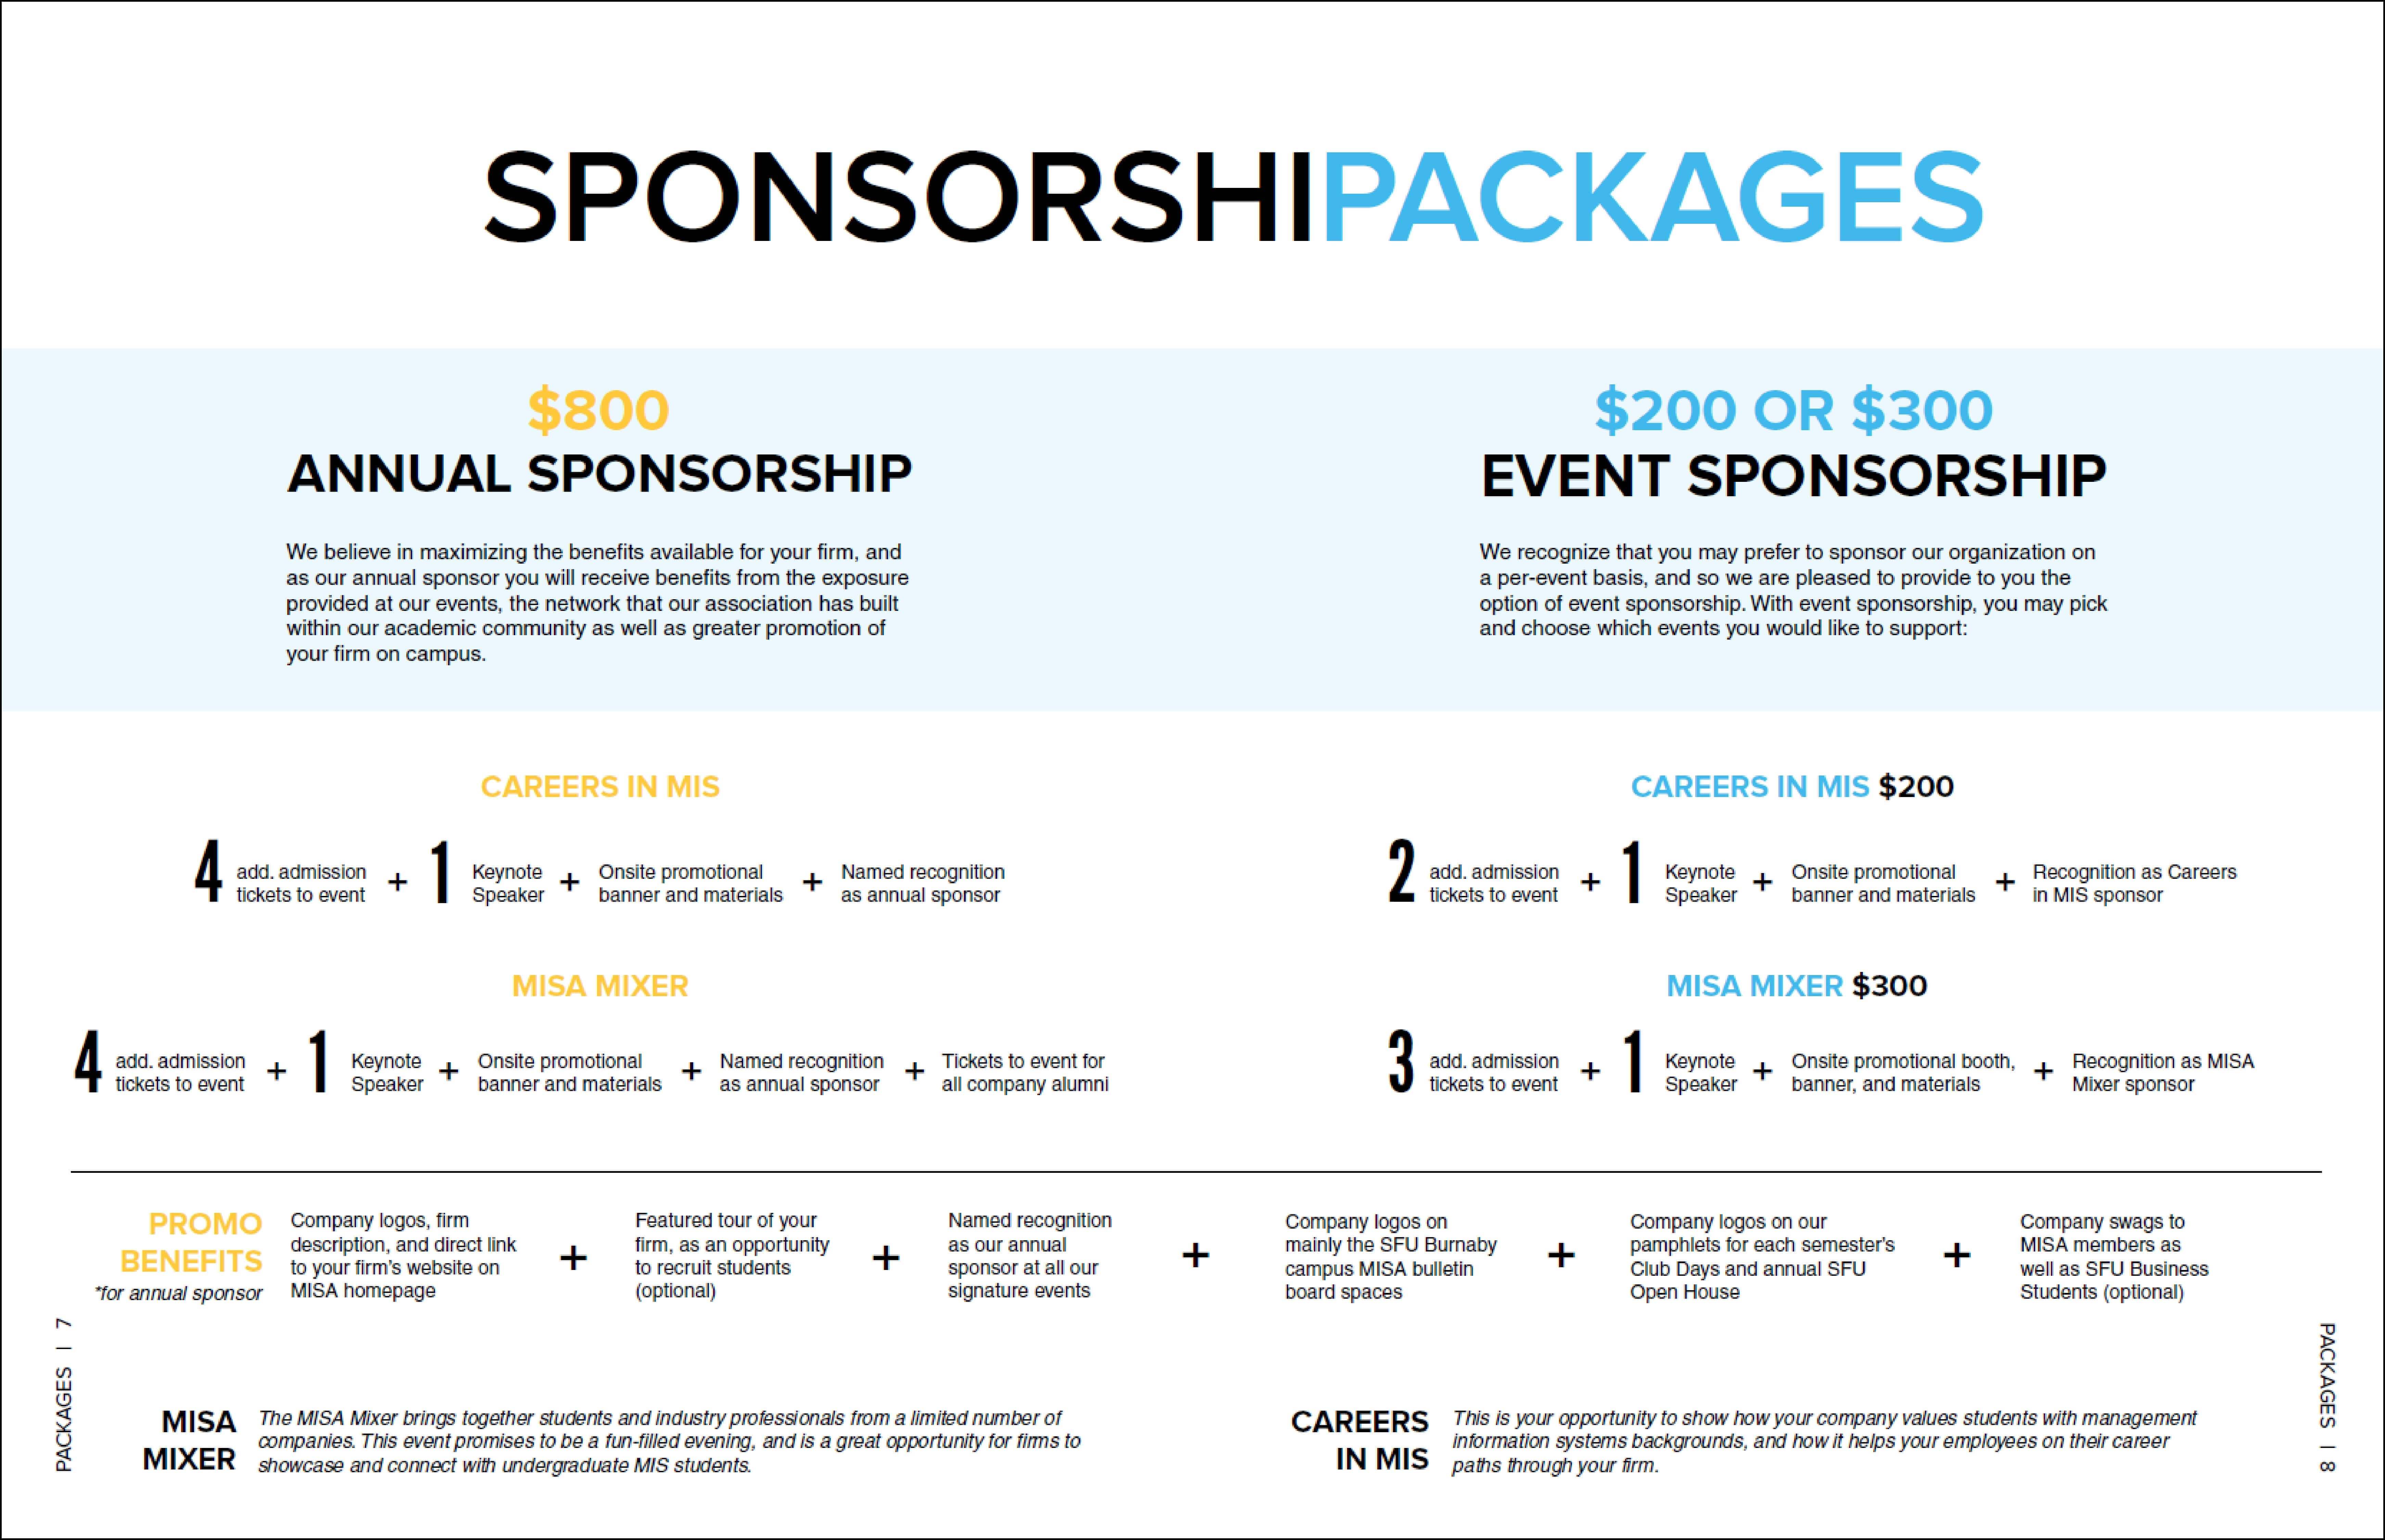 SPONSORSHIPACKAGES
$800
ANNUAL SPONSORSHIP
We believe in maximizing the benefits available for your firm, and
as our annual sponsor you will receive benefits from the exposure
provided at our events, the network that our association has built
within our academic community as well as greater promotion of
your firm on campus.
$200 OR $300
EVENT SPONSORSHIP
We recognize that you may prefer to sponsor our organization on
a per-event basis, and so we are pleased to provide to you the
option of event sponsorship. With event sponsorship, you may pick
and choose which events you would like to support:
CAREERS IN MIS
4 add. admission tickets to event + 1 Keynote Speaker + Onsite promotional banner and materials + Named recognition as annual sponsor
MISA MIXER
4 add. admission tickets to event + 1 Keynote Speaker + Onsite promotional banner and materials + Named recognition as annual sponsor + Tickets to event for all company alumni
CAREERS IN MIS $200
2 add. admission tickets to event + 1 Keynote Speaker + Onsite promotional banner and materials + Recognition as Careers in MIS sponsor
MISA MIXER $300
3 add. admission tickets to event + 1 Keynote Speaker + Onsite promotional booth, banner, and materials + Recognition as MISA Mixer sponsor
PROMO
BENEFITS
*for annual sponsor
Company logos, firm
description, and direct link
to your firm's website on
MISA homepage
+
Featured tour of your
firm, as an opportunity
to recruit students
(optional)
+
Named recognition
as our annual
sponsor at all our
signature events
+
Company logos on
mainly the SFU Burnaby
campus MISA bulletin
board spaces
+
Company logos on our
pamphlets for each semester's
Club Days and annual SFU
Open House
+
Company swags to
MISA members as
well as SFU Business
Students (optional)
MISA
MIXER
The MISA Mixer brings together students and industry professionals from a limited number of
companies. This event promises to be a fun-filled evening, and is a great opportunity for firms to
showcase and connect with undergraduate MIS students.
CAREERS
IN MIS
This is your opportunity to show how your company values students with management
information systems backgrounds, and how it helps your employees on their career
paths through your firm.
PACKAGES | 7
PACKAGES | 8